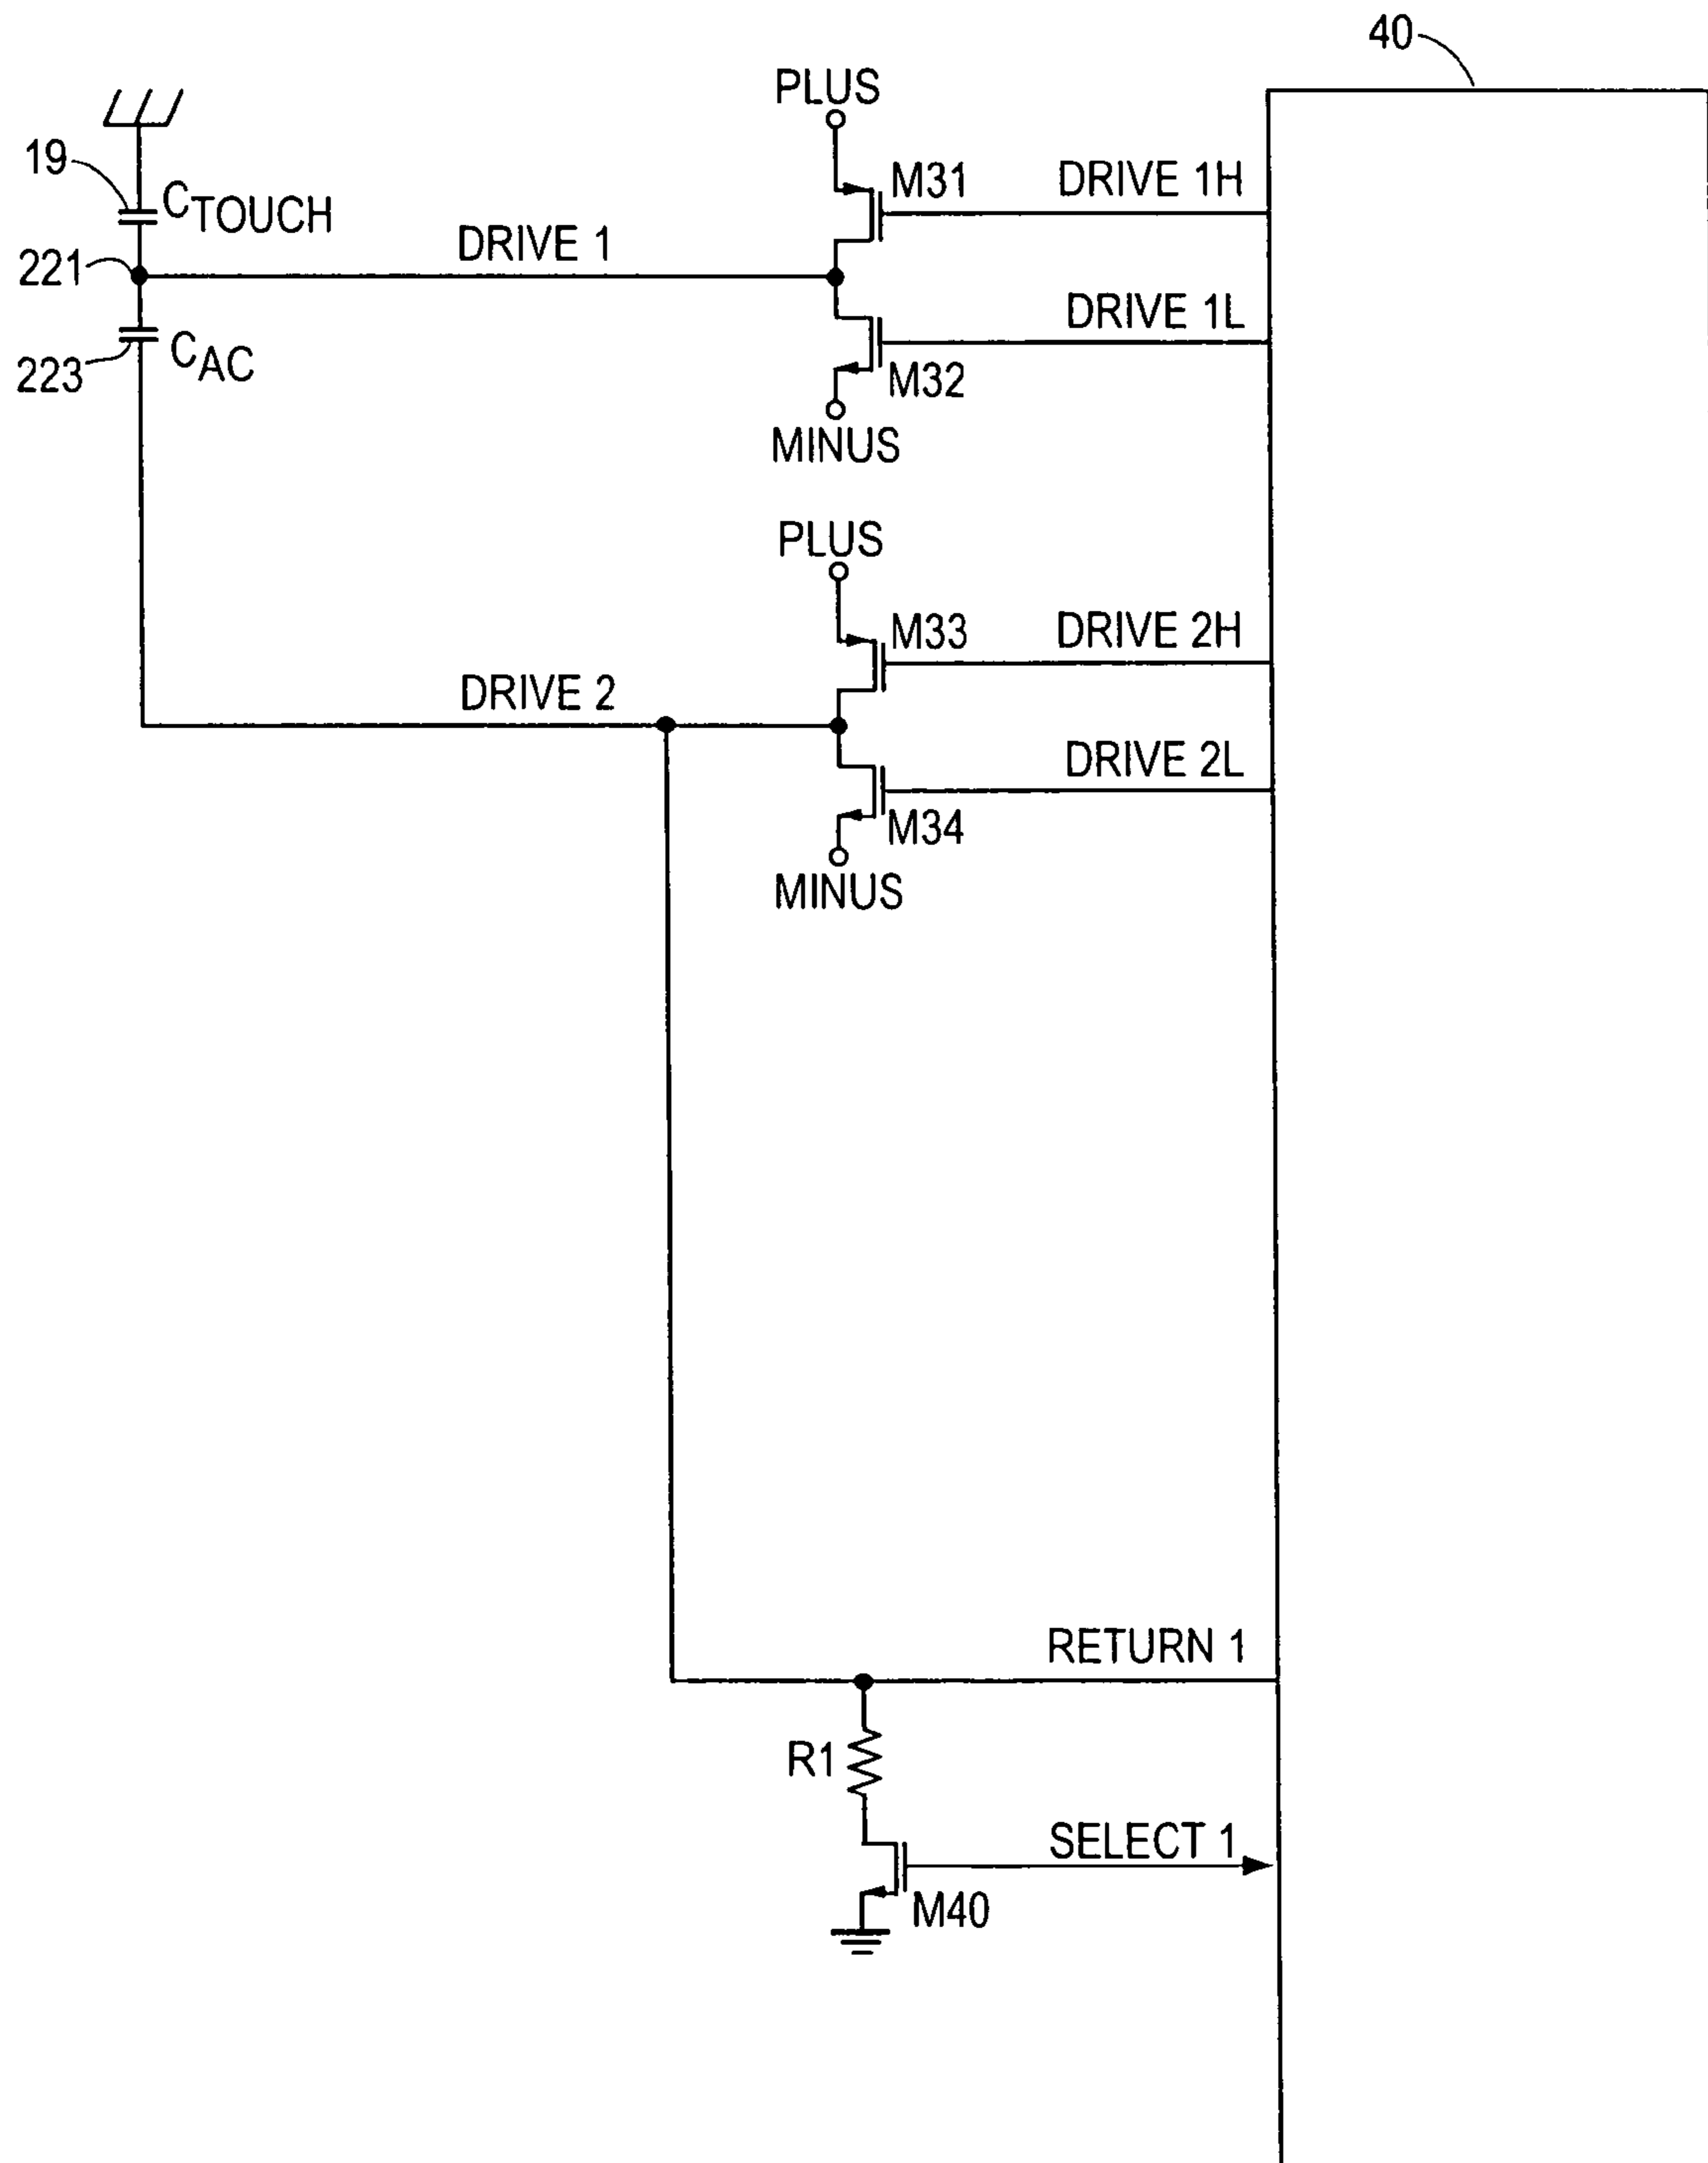 40
PLUS
19
CTOUCH
M31
DRIVE 1H
221
DRIVE 1
DRIVE 1L
223
CAC
M32
MINUS
PLUS
M33
DRIVE 2H
DRIVE 2
DRIVE 2L
M34
MINUS
RETURN 1
R1
SELECT 1
M40